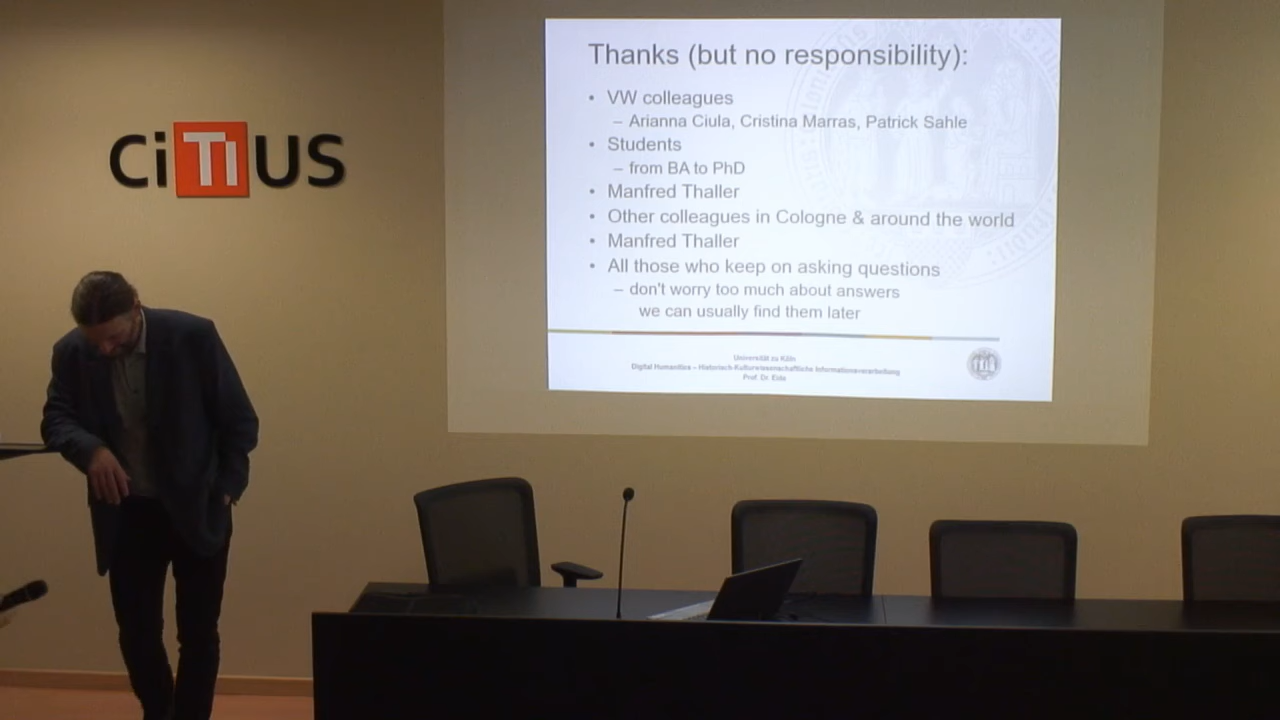 CiTIUS
Thanks (but no responsibility):
• VW colleagues
– Arianna Ciula, Cristina Marras, Patrick Sahle
• Students
– from BA to PhD
• Manfred Thaller
• Other colleagues in Cologne & around the world
• Manfred Thaller
• All those who keep on asking questions
– don't worry too much about answers
we can usually find them later
Universität zu Köln
Digital Humanities – Historisch-Kulturwissenschaftliche Informationsverarbeitung
Prof. Dr. Eide